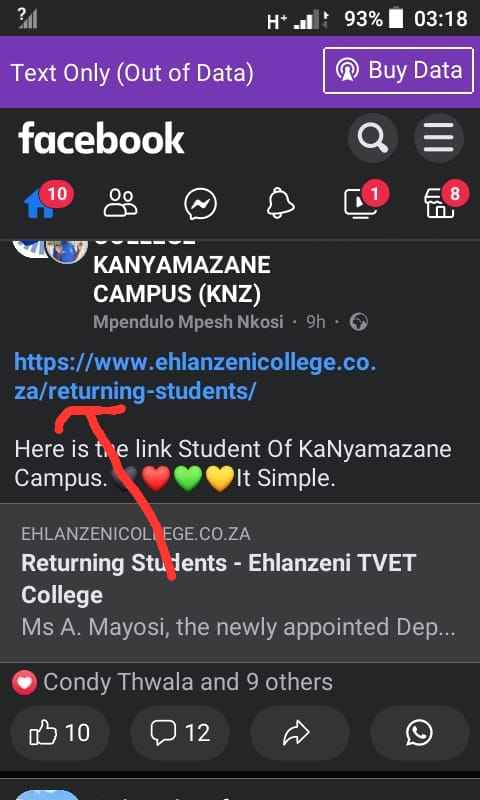 H+ 93% 03:18
Text Only (Out of Data) Buy Data
facebook
10 1 8
COLLEGE
KANYAMAZANE
CAMPUS (KNZ)
Mpendulo Mpesh Nkosi · 9h ·
https://www.ehlanzenicollege.co.
za/returning-students/
Here is the link Student Of KaNyamazane
Campus.🖤❤️💚💛It Simple.
EHLANZENICOLLEGE.CO.ZA
Returning Students - Ehlanzeni TVET
College
Ms A. Mayosi, the newly appointed Dep...
Condy Thwala and 9 others
10 12